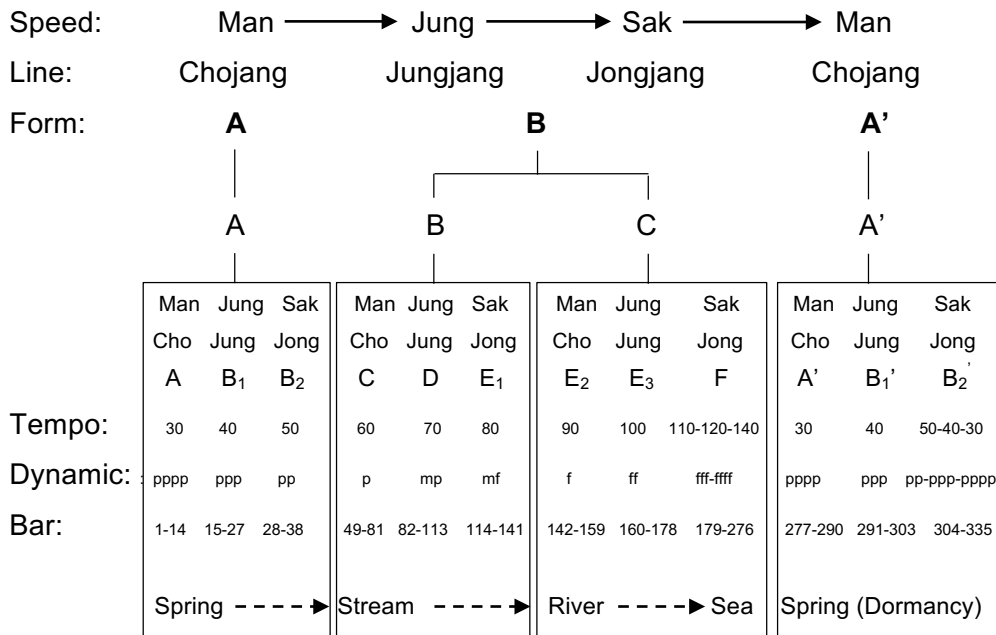 Speed: Man Jung Sak Man
Line: Chojang Jungjang Jongjang Chojang
Form: A B A’
A B C A’
Man Jung Sak Man Jung Sak Man Jung Sak Man Jung Sak
Cho Jung Jong Cho Jung Jong Cho Jung Jong Cho Jung Jong
A B₁ B₂ C D E₁ E₂ E₃ F A’ B₁’ B₂’
Tempo: 30 40 50 60 70 80 90 100 110-120-140 30 40 50-40-30
Dynamic: : pppp ppp pp p mp mf f ff fff-ffff pppp ppp pp-ppp-pppp
Bar: 1-14 15-27 28-38 49-81 82-113 114-141 142-159 160-178 179-276 277-290 291-303 304-335
Spring Stream River Sea Spring (Dormancy)